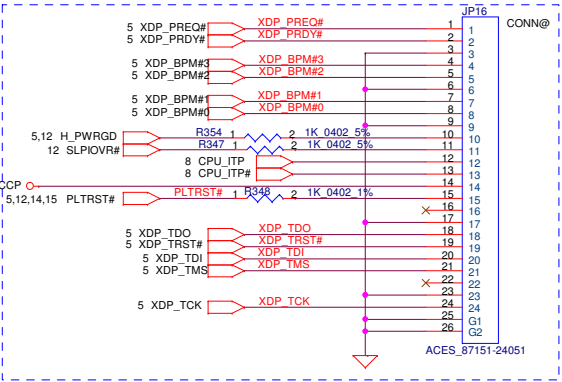 JP16
CONN@
5 XDP_PREQ# XDP_PREQ# 1 1
5 XDP_PRDY# XDP_PRDY# 2 2
3 3
5 XDP_BPM#3 XDP_BPM#3 4 4
5 XDP_BPM#2 XDP_BPM#2 5 5
6 6
5 XDP_BPM#1 XDP_BPM#1 7 7
5 XDP_BPM#0 XDP_BPM#0 8 8
9 9
5,12 H_PWRGD R354 1 2 1K_0402_5% 10 10
12 SLPIOVR# R347 1 2 1K_0402_5% 11 11
8 CPU_ITP 12 12
8 CPU_ITP# 13 13
CCP 14 14
5,12,14,15 PLTRST# PLTRST# 1 R348 2 1K_0402_1% 15 15
16 16
17 17
5 XDP_TDO XDP_TDO 18 18
5 XDP_TRST# XDP_TRST# 19 19
5 XDP_TDI XDP_TDI 20 20
5 XDP_TMS XDP_TMS 21 21
22 22
23 23
5 XDP_TCK XDP_TCK 24 24
25 G1
26 G2
ACES_87151-24051